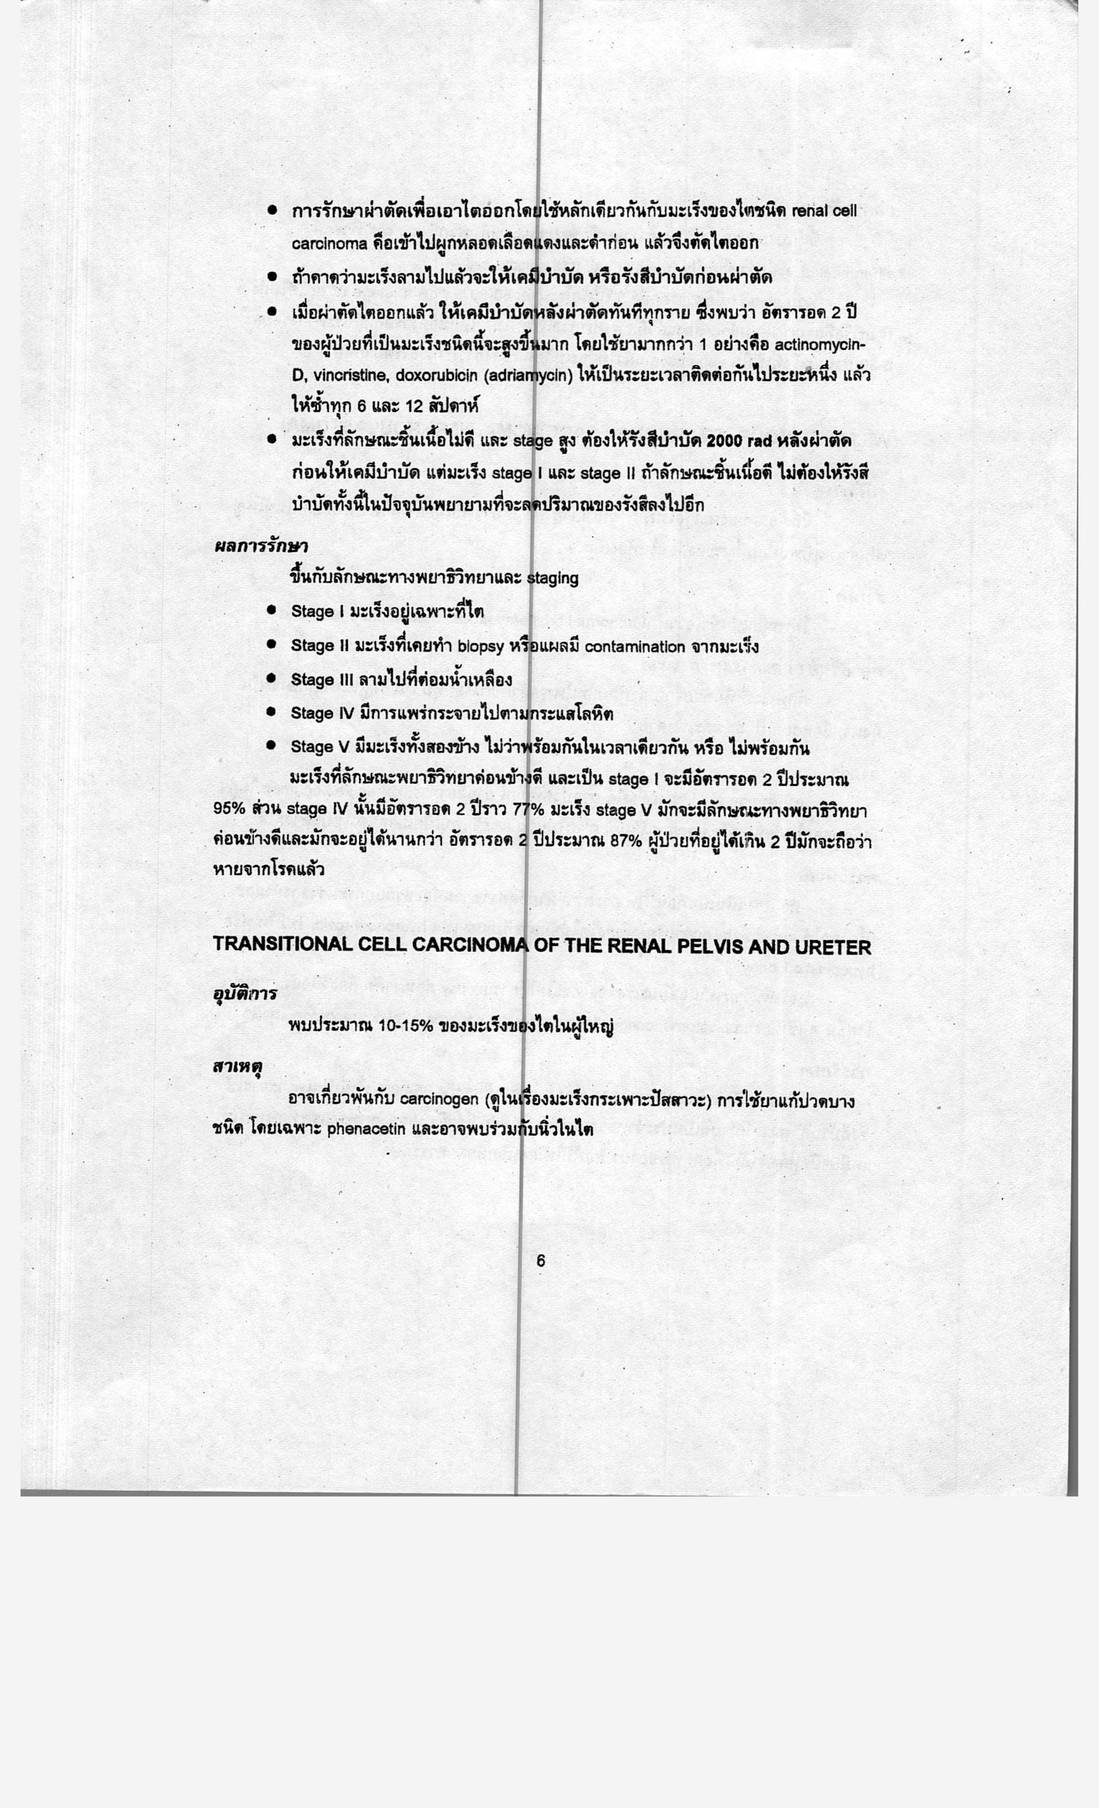 ● การรักษาผ่าตัดเพื่อเอาไตออกโดยใช้หลักเดียวกันกับมะเร็งของไตชนิด renal cell
carcinoma คือเข้าไปผูกหลอดเลือดแดงและดำก่อน แล้วจึงตัดไตออก
● ถ้าคาดว่ามะเร็งลามไปแล้วจะให้เคมีบำบัด หรือรังสีบำบัดก่อนผ่าตัด
● เมื่อผ่าตัดไตออกแล้ว ให้เคมีบำบัดหลังผ่าตัดทันทีทุกราย ซึ่งพบว่า อัตรารอด 2 ปี
ของผู้ป่วยที่เป็นมะเร็งชนิดนี้จะสูงขึ้นมาก โดยใช้ยามากกว่า 1 อย่างคือ actinomycin-
D, vincristine, doxorubicin (adriamycin) ให้เป็นระยะเวลาติดต่อกันไประยะหนึ่ง แล้ว
ให้ซ้ำทุก 6 และ 12 สัปดาห์
● มะเร็งที่ลักษณะชิ้นเนื้อไม่ดี และ stage สูง ต้องให้รังสีบำบัด 2000 rad หลังผ่าตัด
ก่อนให้เคมีบำบัด แต่มะเร็ง stage I และ stage II ถ้าลักษณะชิ้นเนื้อดี ไม่ต้องให้รังสี
บำบัดทั้งนี้ในปัจจุบันพยายามที่จะลดปริมาณของรังสีลงไปอีก
ผลการรักษา
ขึ้นกับลักษณะทางพยาธิวิทยาและ staging
● Stage I มะเร็งอยู่เฉพาะที่ไต
● Stage II มะเร็งที่เคยทำ biopsy หรือแผลมี contamination จากมะเร็ง
● Stage III ลามไปที่ต่อมน้ำเหลือง
● Stage IV มีการแพร่กระจายไปตามกระแสโลหิต
● Stage V มีมะเร็งทั้งสองข้าง ไม่ว่าพร้อมกันในเวลาเดียวกัน หรือ ไม่พร้อมกัน
มะเร็งที่ลักษณะพยาธิวิทยาค่อนข้างดี และเป็น stage I จะมีอัตรารอด 2 ปีประมาณ
95% ส่วน stage IV นั้นมีอัตรารอด 2 ปีราว 77% มะเร็ง stage V มักจะมีลักษณะทางพยาธิวิทยา
ค่อนข้างดีและมักจะอยู่ได้นานกว่า อัตรารอด 2 ปีประมาณ 87% ผู้ป่วยที่อยู่ได้เกิน 2 ปีมักจะถือว่า
หายจากโรคแล้ว
TRANSITIONAL CELL CARCINOMA OF THE RENAL PELVIS AND URETER
อุบัติการ
พบประมาณ 10-15% ของมะเร็งของไตในผู้ใหญ่
สาเหตุ
อาจเกี่ยวพันกับ carcinogen (ดูในเรื่องมะเร็งกระเพาะปัสสาวะ) การใช้ยาแก้ปวดบาง
ชนิด โดยเฉพาะ phenacetin และอาจพบร่วมกับนิ่วในไต
6